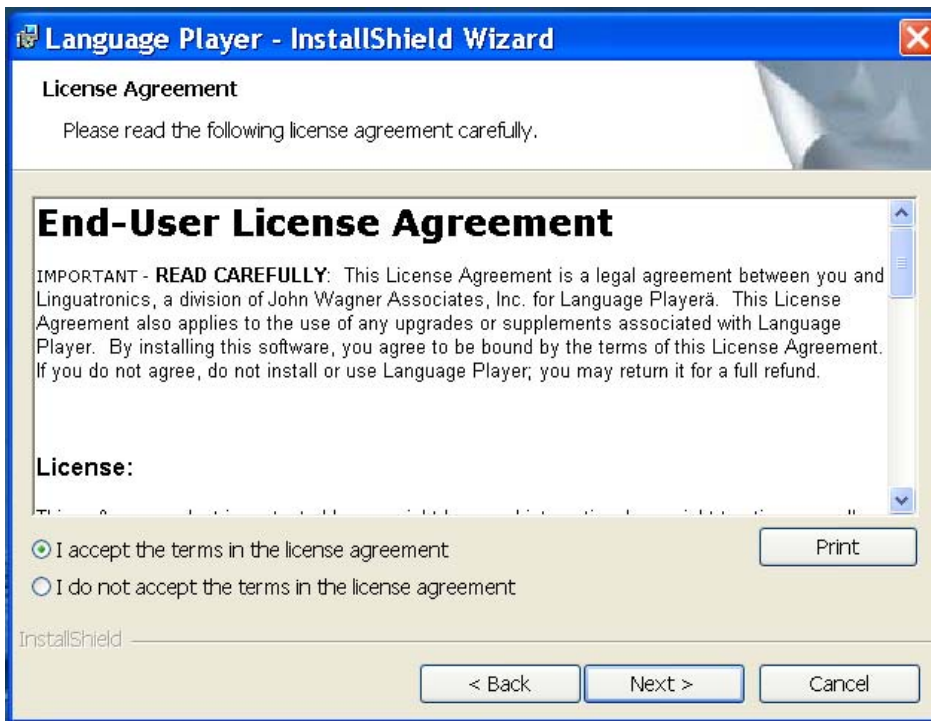 Language Player - InstallShield Wizard
License Agreement
Please read the following license agreement carefully.
End-User License Agreement
IMPORTANT - READ CAREFULLY: This License Agreement is a legal agreement between you and
Linguatronics, a division of John Wagner Associates, Inc. for Language Playerä. This License
Agreement also applies to the use of any upgrades or supplements associated with Language
Player. By installing this software, you agree to be bound by the terms of this License Agreement.
If you do not agree, do not install or use Language Player; you may return it for a full refund.
License:
I accept the terms in the license agreement
Print
I do not accept the terms in the license agreement
InstallShield
< Back
Next >
Cancel